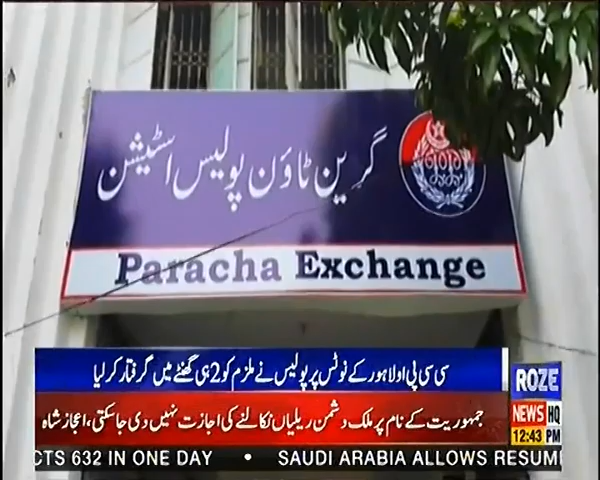 گرین ٹاؤن پولیس اسٹیشن
Paracha Exchange
سی سی پی او لاہور کے نوٹس پر پولیس نے ملزم کو 2 ہی گھنٹے میں گرفتار کر لیا
جمہوریت کے نام پر ملک دشمن ریلیاں نکالنے کی اجازت نہیں دی جاسکتی، اعجاز شاہ
ROZE
NEWS HQ
12:43 PM
CTS 632 IN ONE DAY • SAUDI ARABIA ALLOWS RESUM